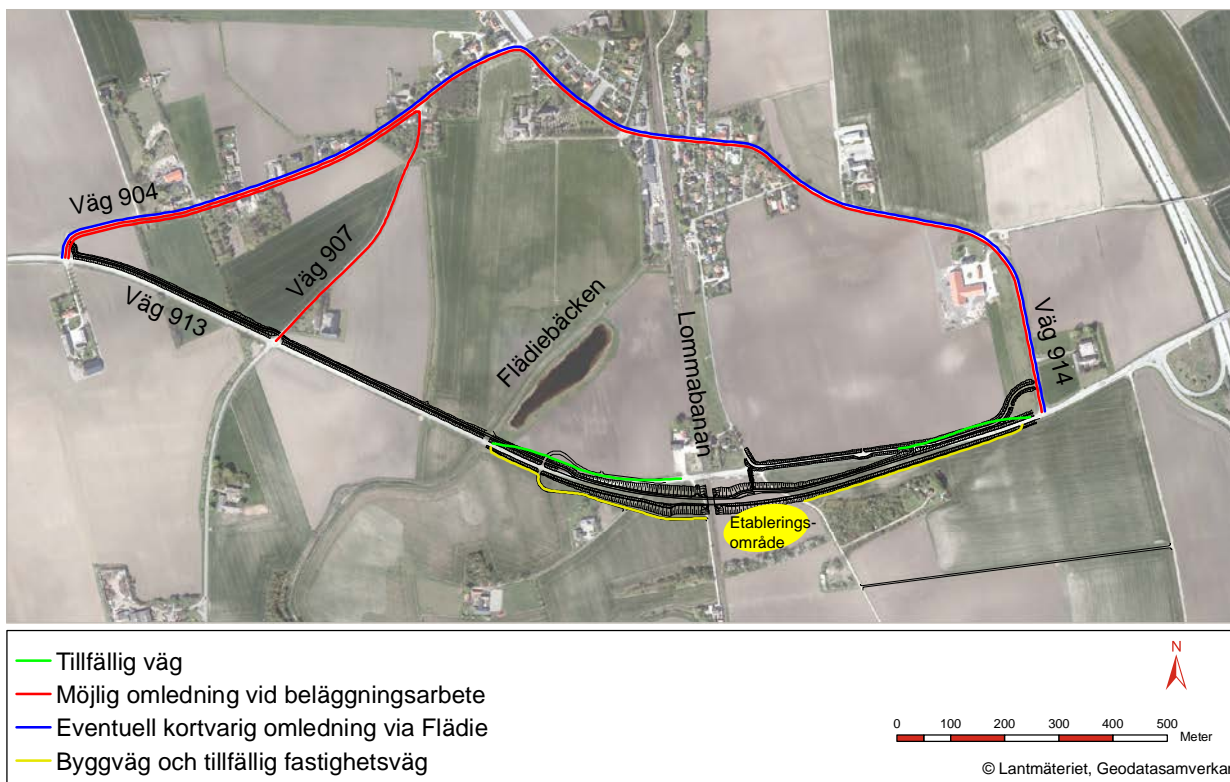 Väg 904
Väg 907
Väg 913
Flädiebäcken
Lommabanan
Väg 914
Etablerings-
område
Tillfällig väg
Möjlig omledning vid beläggningsarbete
Eventuell kortvarig omledning via Flädie
Byggväg och tillfällig fastighetsväg
N
0 100 200 300 400 500
Meter
© Lantmäteriet, Geodatasamverkan